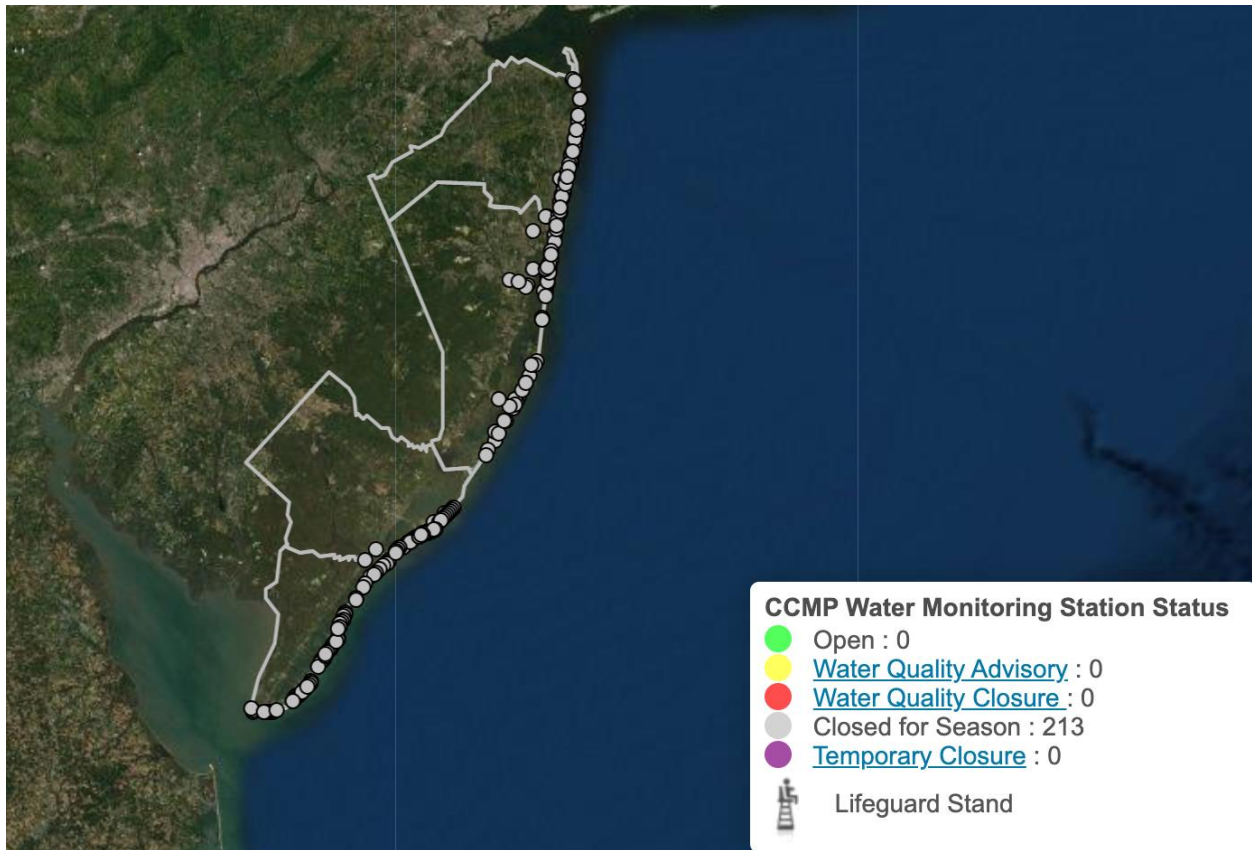 CCMP Water Monitoring Station Status
Open : 0
Water Quality Advisory : 0
Water Quality Closure : 0
Closed for Season : 213
Temporary Closure : 0
Lifeguard Stand